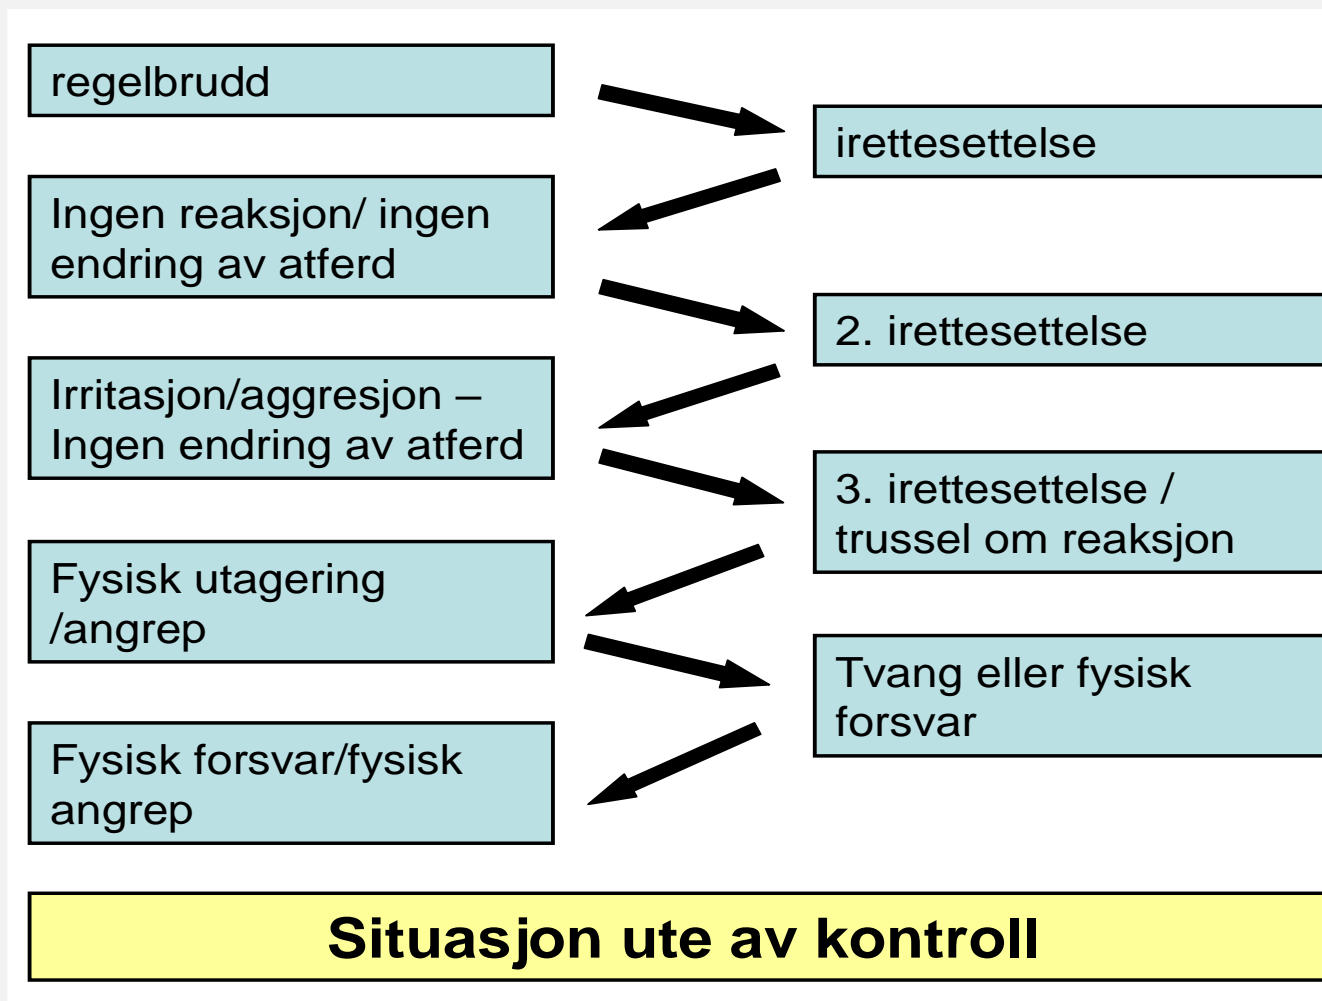 regelbrudd
irettesettelse
Ingen reaksjon/ ingen
endring av atferd
2. irettesettelse
Irritasjon/aggresjon –
Ingen endring av atferd
3. irettesettelse /
trussel om reaksjon
Fysisk utagering
/angrep
Tvang eller fysisk
forsvar
Fysisk forsvar/fysisk
angrep
Situasjon ute av kontroll